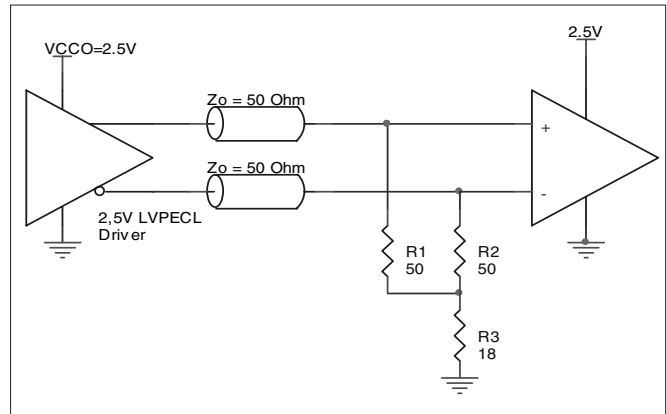 VCCO=2.5V
2.5V
Zo = 50 Ohm
+
Zo = 50 Ohm
-
2,5V LVPECL
Driver
R1
50
R2
50
R3
18